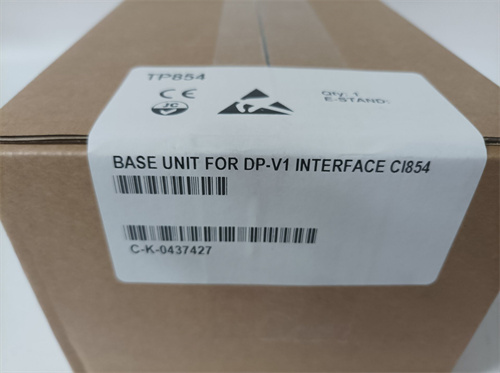 TP854
CE
Qty: 1
E-STAND:
BASE UNIT FOR DP-V1 INTERFACE CI854
C-K-0437427